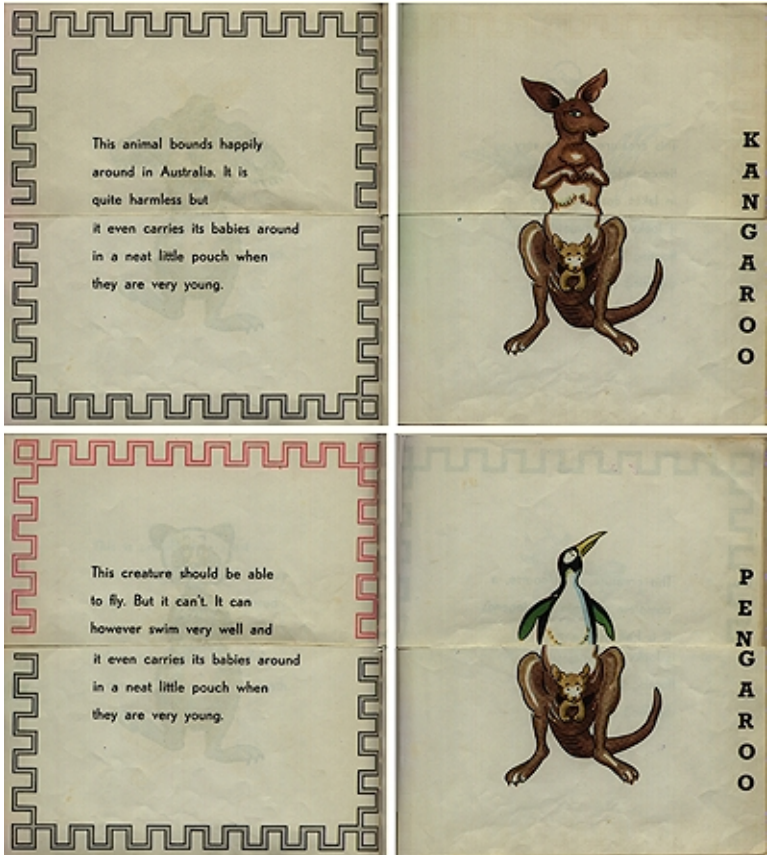 This animal bounds happily
around in Australia. It is
quite harmless but
it even carries its babies around
in a neat little pouch when
they are very young.
KANGAROO
This creature should be able
to fly. But it can't. It can
however swim very well and
it even carries its babies around
in a neat little pouch when
they are very young.
PENGAROO